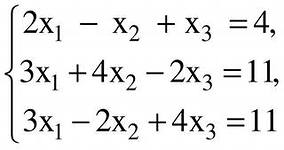 2x₁ − x₂ + x₃ = 4,
3x₁ + 4x₂ − 2x₃ = 11,
3x₁ − 2x₂ + 4x₃ = 11